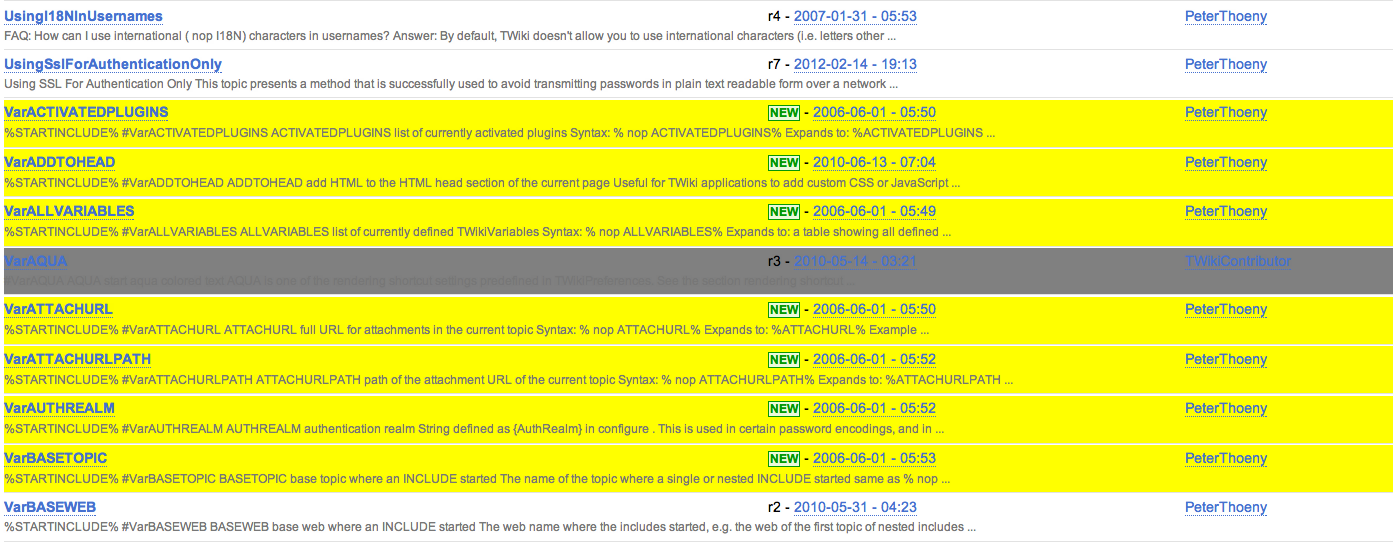 UsingI18NInUsernames r4 - 2007-01-31 - 05:53 PeterThoeny
FAQ: How can I use international ( nop I18N) characters in usernames? Answer: By default, TWiki doesn't allow you to use international characters (i.e. letters other ...
UsingSslForAuthenticationOnly r7 - 2012-02-14 - 19:13 PeterThoeny
Using SSL For Authentication Only This topic presents a method that is successfully used to avoid transmitting passwords in plain text readable form over a network ...
VarACTIVATEDPLUGINS NEW - 2006-06-01 - 05:50 PeterThoeny
%STARTINCLUDE% #VarACTIVATEDPLUGINS ACTIVATEDPLUGINS list of currently activated plugins Syntax: % nop ACTIVATEDPLUGINS% Expands to: %ACTIVATEDPLUGINS ...
VarADDTOHEAD NEW - 2010-06-13 - 07:04 PeterThoeny
%STARTINCLUDE% #VarADDTOHEAD ADDTOHEAD add HTML to the HTML head section of the current page Useful for TWiki applications to add custom CSS or JavaScript ...
VarALLVARIABLES NEW - 2006-06-01 - 05:49 PeterThoeny
%STARTINCLUDE% #VarALLVARIABLES ALLVARIABLES list of currently defined TWikiVariables Syntax: % nop ALLVARIABLES% Expands to: a table showing all defined ...
VarAQUA r3 - 2010-05-14 - 03:21 TWikiContributor
#VarAQUA AQUA start aqua colored text AQUA is one of the rendering shortcut settings predefined in TWikiPreferences. See the section rendering shortcut ...
VarATTACHURL NEW - 2006-06-01 - 05:50 PeterThoeny
%STARTINCLUDE% #VarATTACHURL ATTACHURL full URL for attachments in the current topic Syntax: % nop ATTACHURL% Expands to: %ATTACHURL% Example ...
VarATTACHURLPATH NEW - 2006-06-01 - 05:52 PeterThoeny
%STARTINCLUDE% #VarATTACHURLPATH ATTACHURLPATH path of the attachment URL of the current topic Syntax: % nop ATTACHURLPATH% Expands to: %ATTACHURLPATH ...
VarAUTHREALM NEW - 2006-06-01 - 05:52 PeterThoeny
%STARTINCLUDE% #VarAUTHREALM AUTHREALM authentication realm String defined as {AuthRealm} in configure . This is used in certain password encodings, and in ...
VarBASETOPIC NEW - 2006-06-01 - 05:53 PeterThoeny
%STARTINCLUDE% #VarBASETOPIC BASETOPIC base topic where an INCLUDE started The name of the topic where a single or nested INCLUDE started same as % nop ...
VarBASEWEB r2 - 2010-05-31 - 04:23 PeterThoeny
%STARTINCLUDE% #VarBASEWEB BASEWEB base web where an INCLUDE started The web name where the includes started, e.g. the web of the first topic of nested includes ...